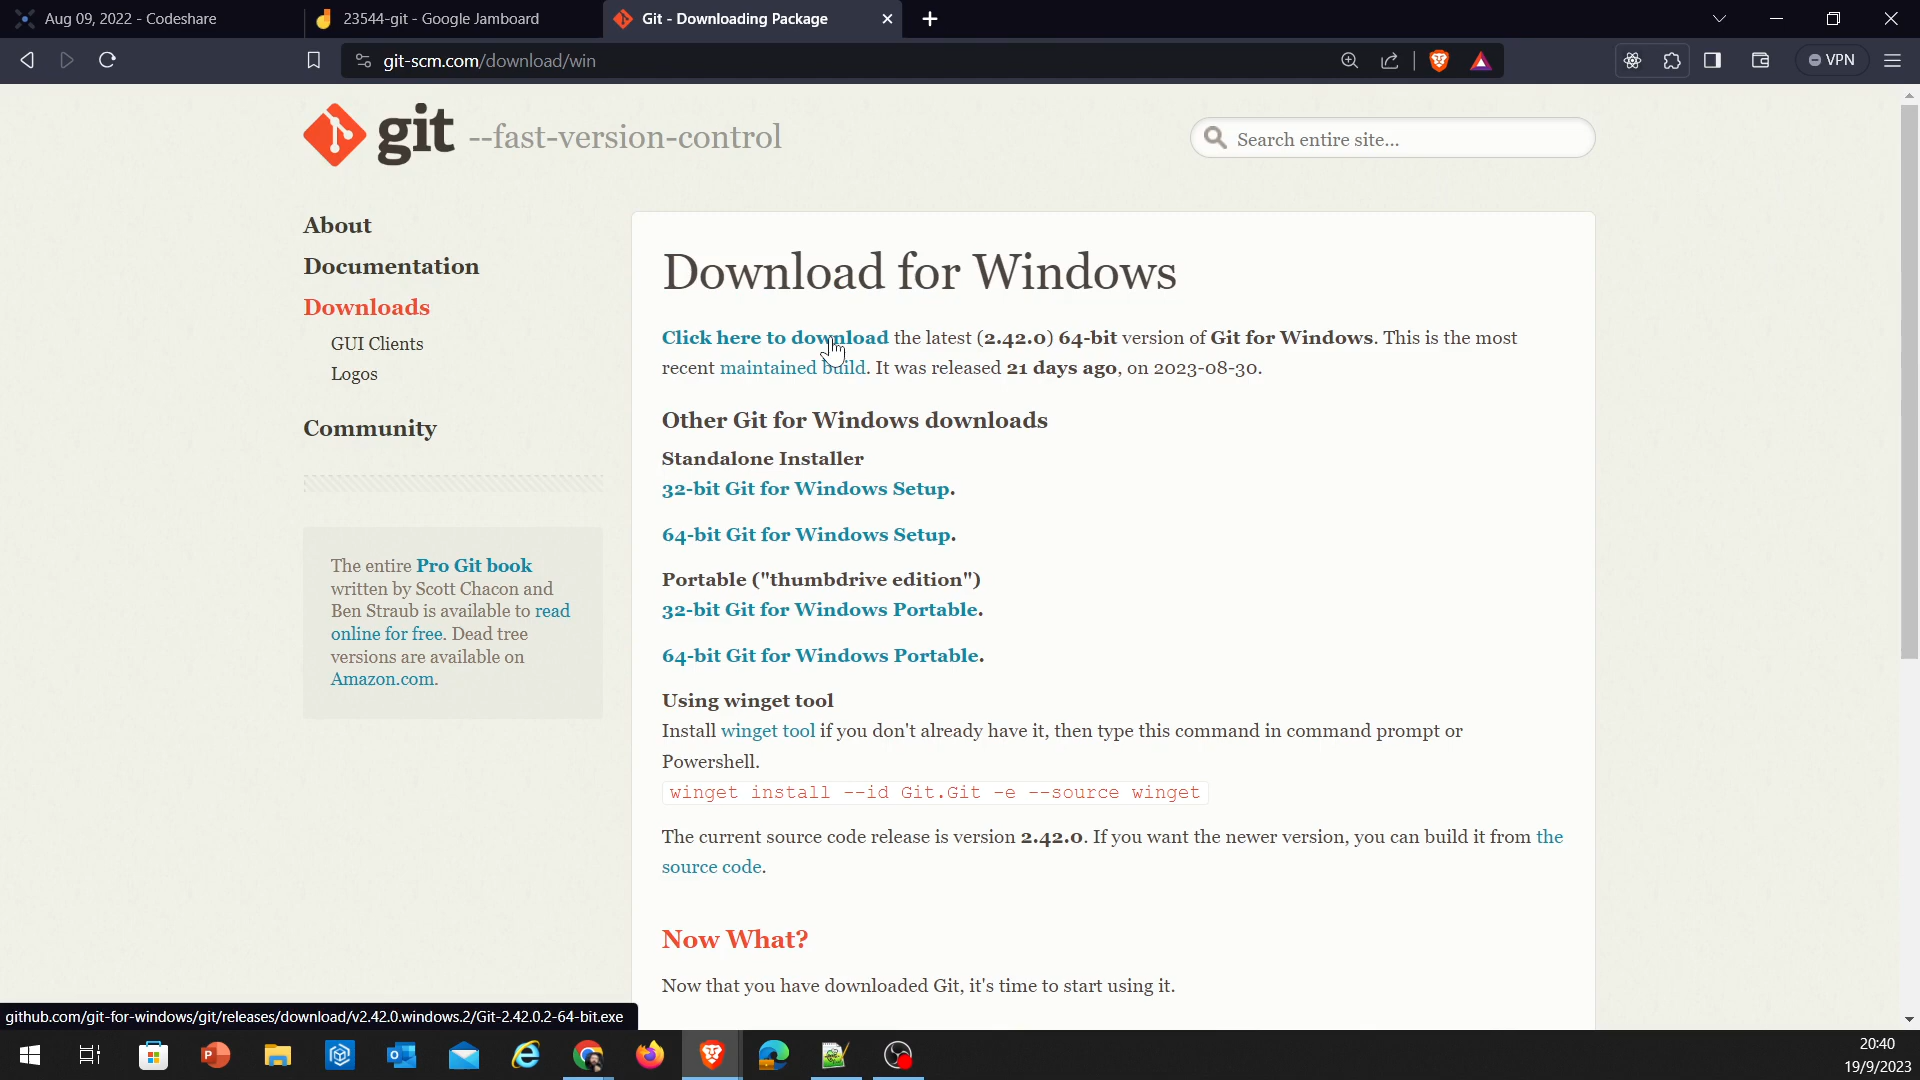 Aug 09, 2022 - Codeshare
23544-git - Google Jamboard
Git - Downloading Package
git-scm.com/download/win
VPN
git --fast-version-control
Search entire site...
About
Documentation
Downloads
GUI Clients
Logos
Community
The entire Pro Git book
written by Scott Chacon and
Ben Straub is available to read
online for free. Dead tree
versions are available on
Amazon.com.
Download for Windows
Click here to download the latest (2.42.0) 64-bit version of Git for Windows. This is the most
recent maintained build. It was released 21 days ago, on 2023-08-30.
Other Git for Windows downloads
Standalone Installer
32-bit Git for Windows Setup.
64-bit Git for Windows Setup.
Portable ("thumbdrive edition")
32-bit Git for Windows Portable.
64-bit Git for Windows Portable.
Using winget tool
Install winget tool if you don't already have it, then type this command in command prompt or
Powershell.
winget install --id Git.Git -e --source winget
The current source code release is version 2.42.0. If you want the newer version, you can build it from the
source code.
Now What?
Now that you have downloaded Git, it's time to start using it.
github.com/git-for-windows/git/releases/download/v2.42.0.windows.2/Git-2.42.0.2-64-bit.exe
20:40
19/9/2023